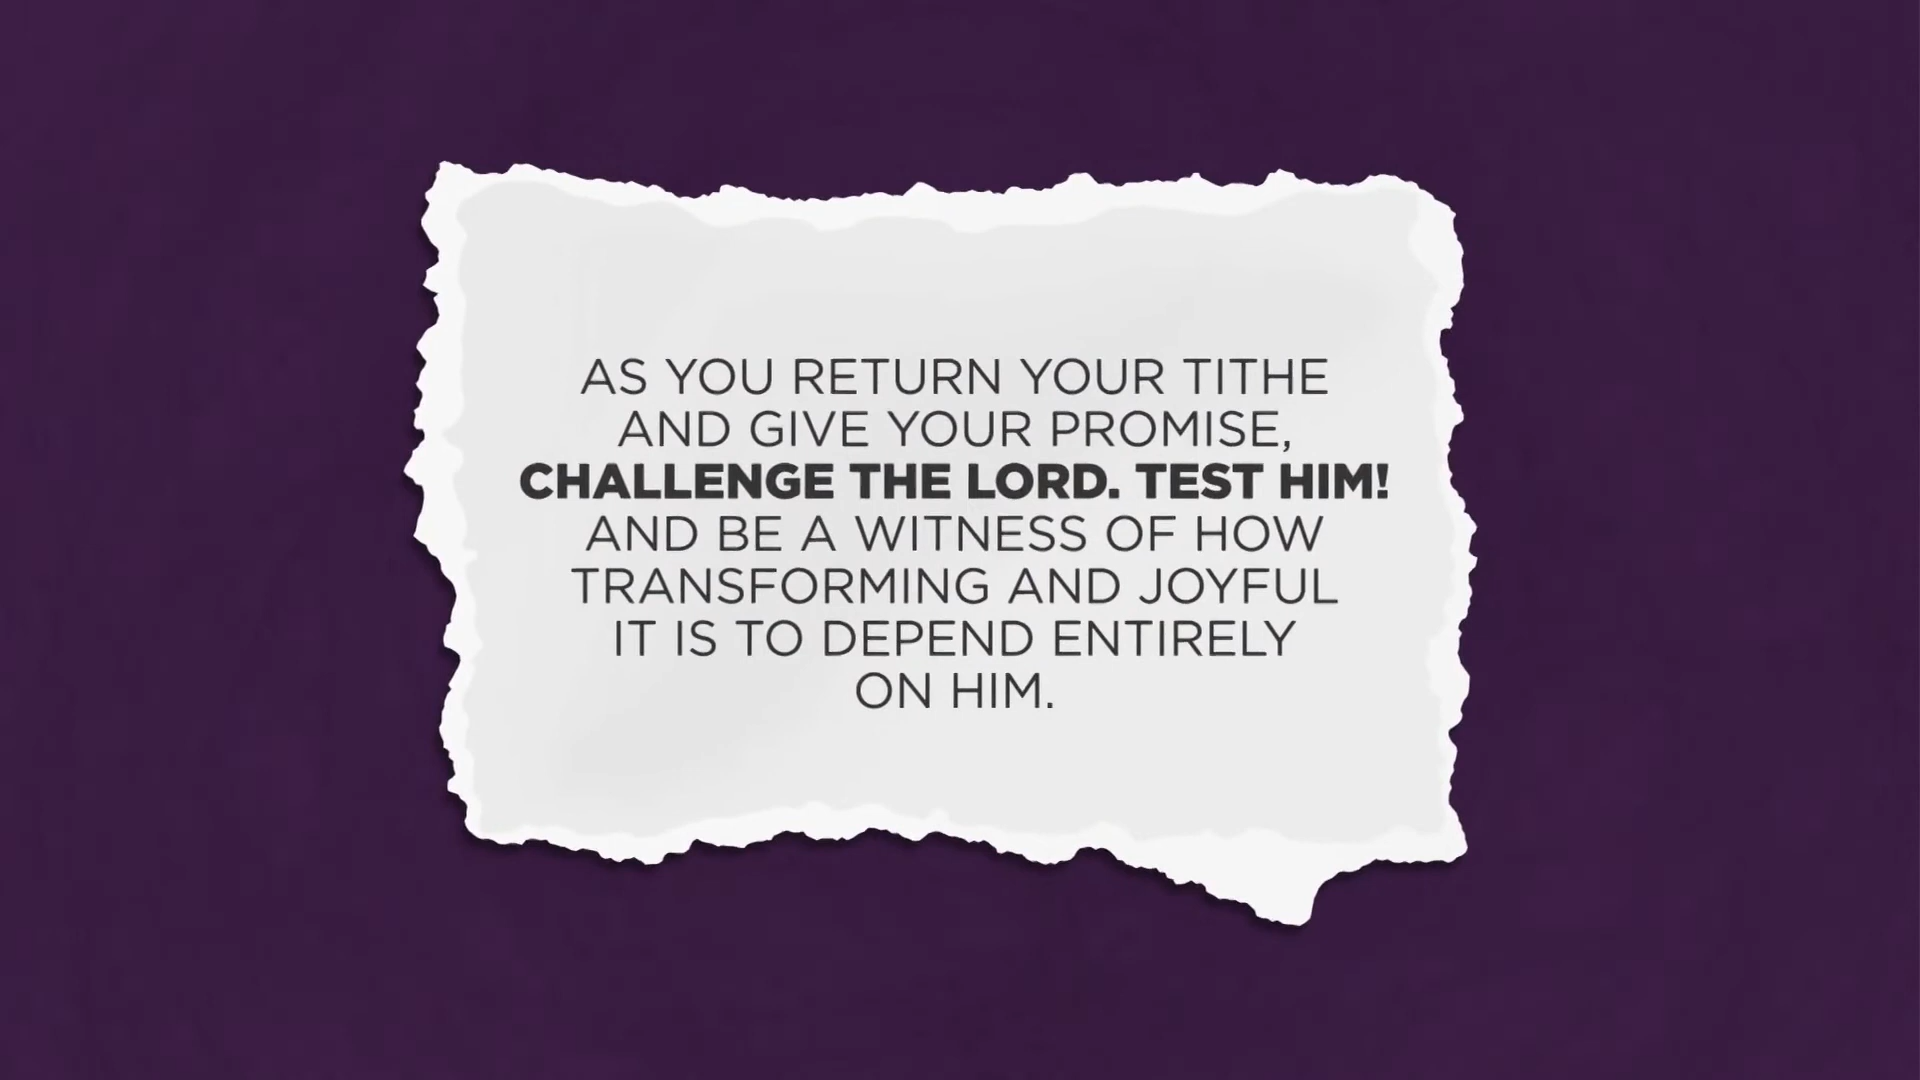 AS YOU RETURN YOUR TITHE
AND GIVE YOUR PROMISE,
CHALLENGE THE LORD. TEST HIM!
AND BE A WITNESS OF HOW
TRANSFORMING AND JOYFUL
IT IS TO DEPEND ENTIRELY
ON HIM.